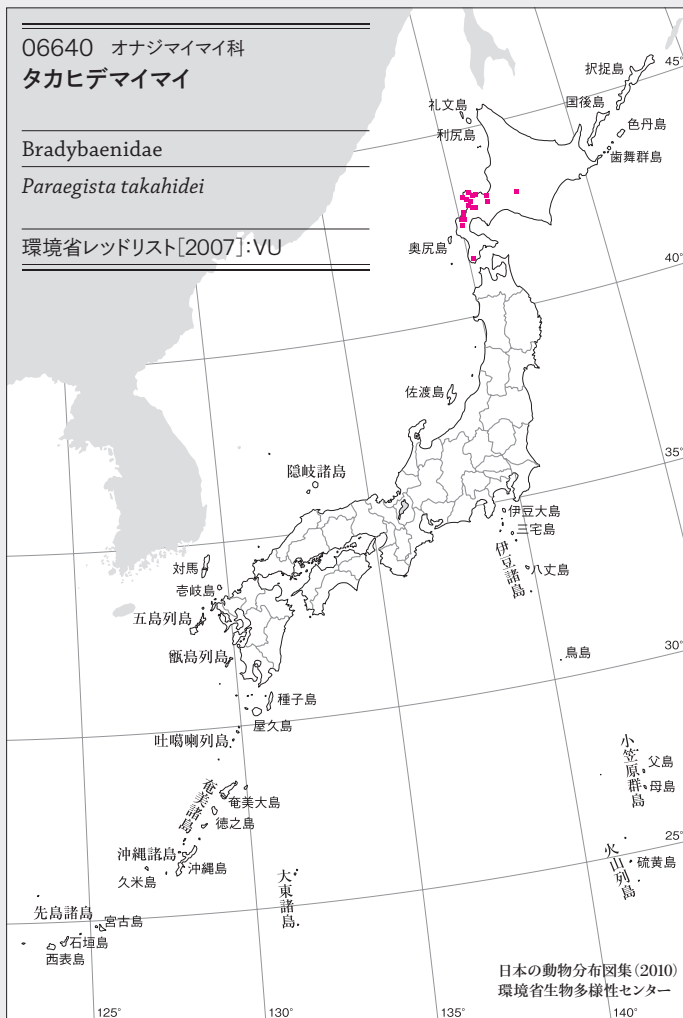 06640 オナジマイマイ科
タカヒデマイマイ
Bradybaenidae
Paraegista takahidei
環境省レッドリスト[2007]:VU
45°
択捉島
国後島
礼文島
色丹島
利尻島
歯舞群島
奥尻島
40°
佐渡島
35°
隠岐諸島
伊豆大島
三宅島
伊豆諸島
八丈島
対馬
壱岐島
五島列島
甑島列島
鳥島
30°
種子島
屋久島
吐噶喇列島
小笠原群島
父島
母島
奄美諸島
奄美大島
徳之島
25°
沖縄諸島
沖縄島
久米島
火山列島
硫黄島
大東諸島
先島諸島
宮古島
石垣島
西表島
日本の動物分布図集(2010)
環境省生物多様性センター
125°
130°
135°
140°